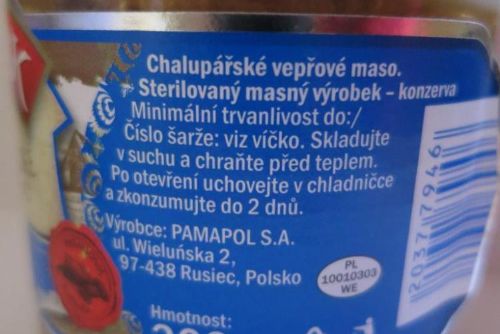 Chalupářské vepřové maso.
Sterilovaný masný výrobek – konzerva
Minimální trvanlivost do:/
Číslo šarže: viz víčko. Skladujte
v suchu a chraňte před teplem.
Po otevření uchovejte v chladničce
a zkonzumujte do 2 dnů.
Výrobce: PAMAPOL S.A.
ul. Wieluńska 2,
97-438 Rusiec, Polsko
PL
10010303
WE
Hmotnost:
2037 7946